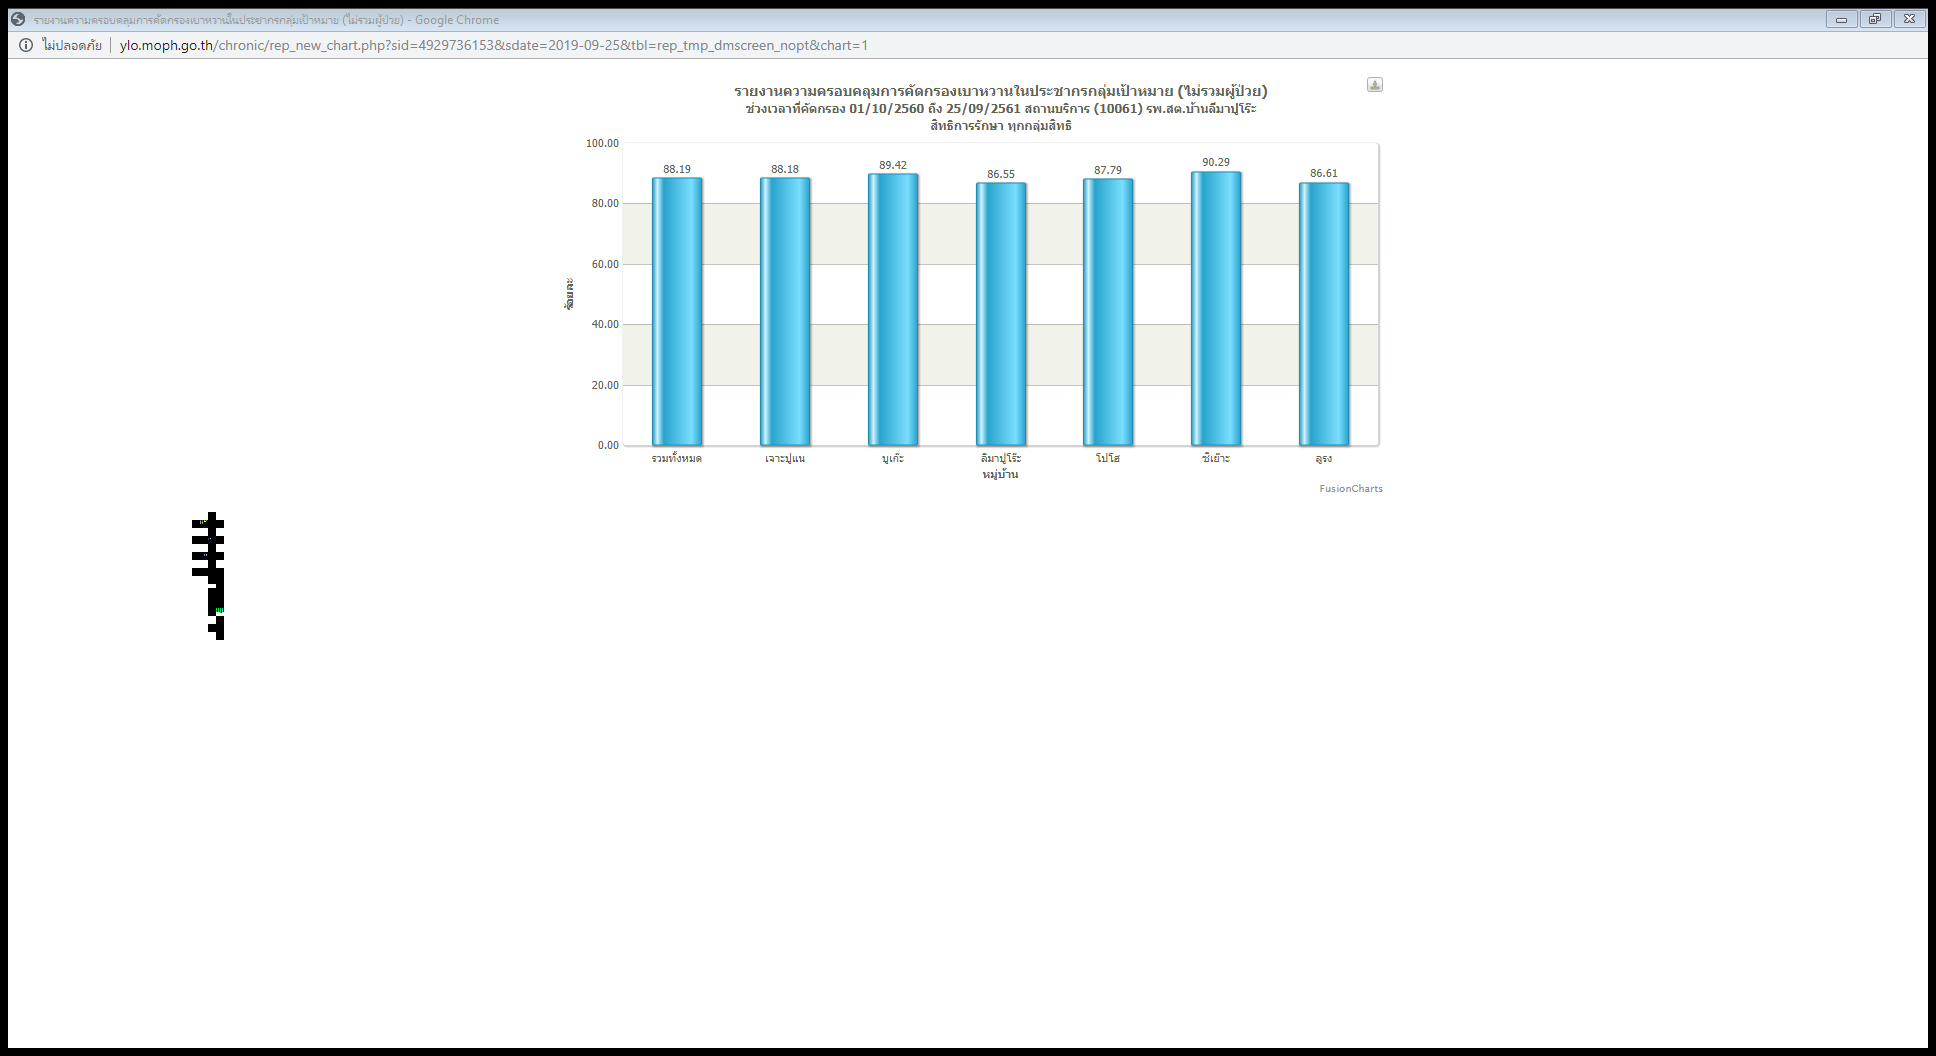 รายงานความครอบคลุมการคัดกรองเบาหวานในประชากรกลุ่มเป้าหมาย (ไม่รวมผู้ป่วย) - Google Chrome
ไม่ปลอดภัย ylo.moph.go.th/chronic/rep_new_chart.php?sid=4929736153&sdate=2019-09-25&tbl=rep_tmp_dmscreen_nopt&chart=1
รายงานความครอบคลุมการคัดกรองเบาหวานในประชากรกลุ่มเป้าหมาย (ไม่รวมผู้ป่วย)
ช่วงเวลาที่คัดกรอง 01/10/2560 ถึง 25/09/2561 สถานบริการ (10061) รพ.สต.บ้านลีมาปูโร๊ะ
สิทธิการรักษา ทุกกลุ่มสิทธิ
100.00
80.00
60.00
40.00
20.00
0.00
ร้อยละ
88.19 88.18 89.42 86.55 87.79 90.29 86.61
รวมทั้งหมด เจาะปูแน บูเก๊ะ ลีมาปูโร๊ะ โปโฮ ซีเย๊าะ ลูรง
หมู่บ้าน
FusionCharts